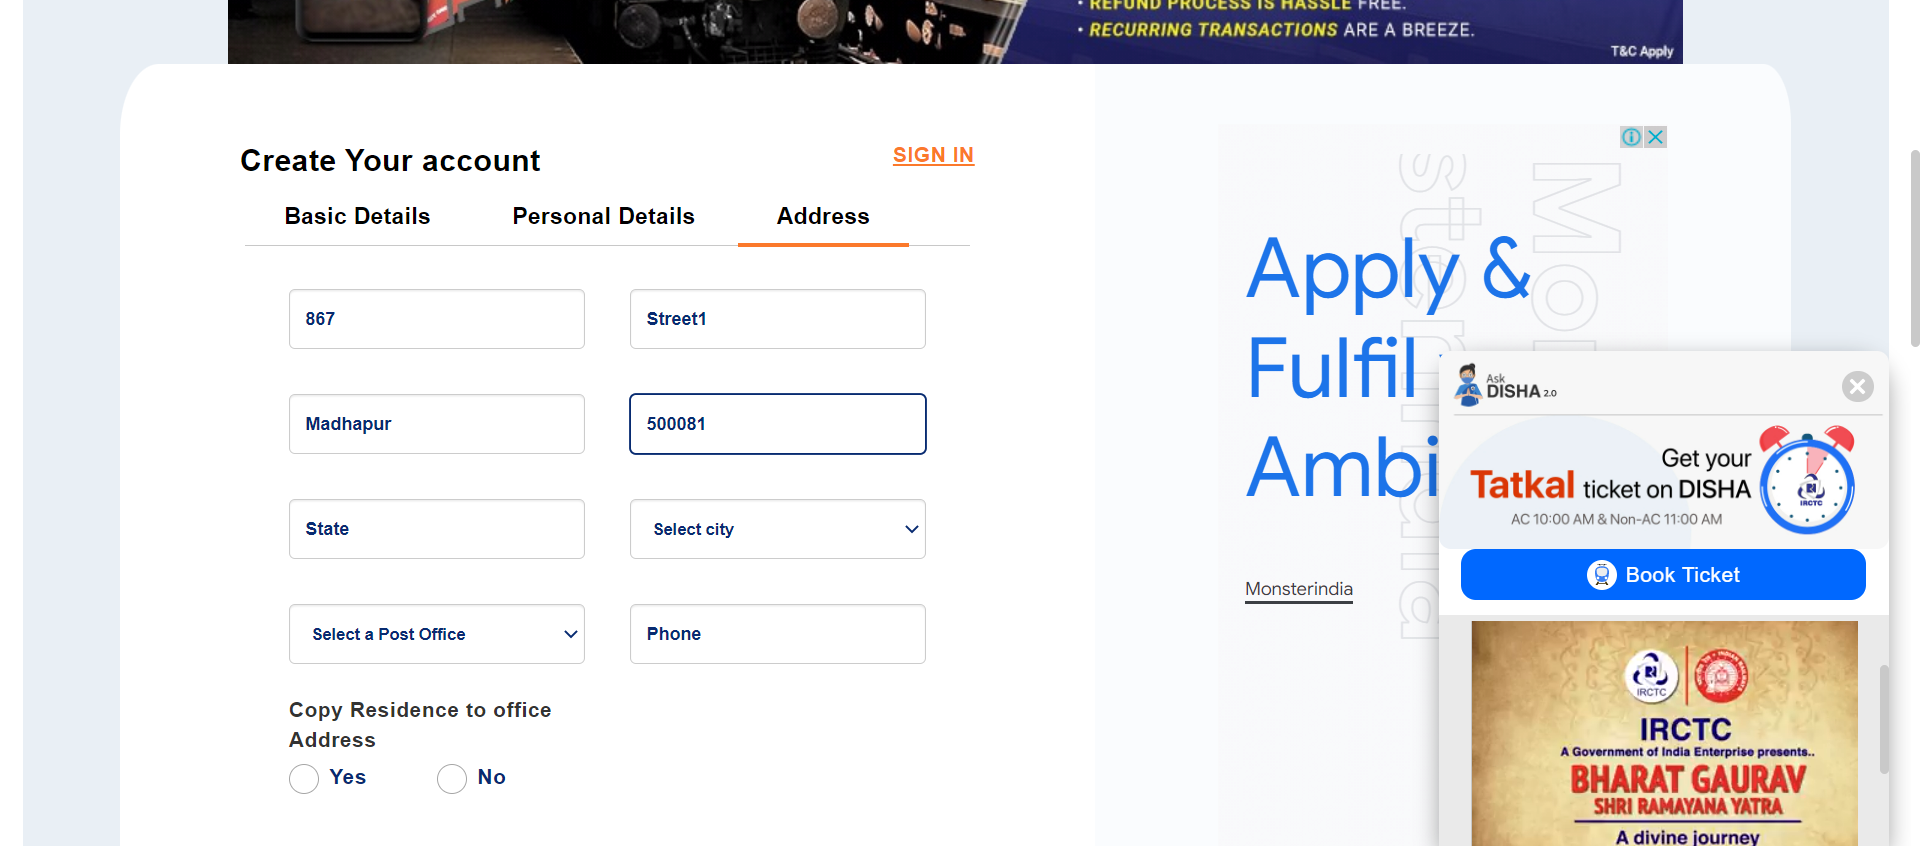 • REFUND PROCESS IS HASSLE FREE.
• RECURRING TRANSACTIONS ARE A BREEZE.
T&C Apply
Create Your account
SIGN IN
Basic Details
Personal Details
Address
867
Street1
Madhapur
500081
State
Select city
Select a Post Office
Phone
Copy Residence to office
Address
Yes
No
Monsterindia
Apply &
Fulfil
Ambi
Monsterindia
Ask
DISHA 2.0
Get your
Tatkal ticket on DISHA
AC 10:00 AM & Non-AC 11:00 AM
IRCTC
Book Ticket
IRCTC
IRCTC
A Government of India Enterprise presents..
BHARAT GAURAV
SHRI RAMAYANA YATRA
A divine journey